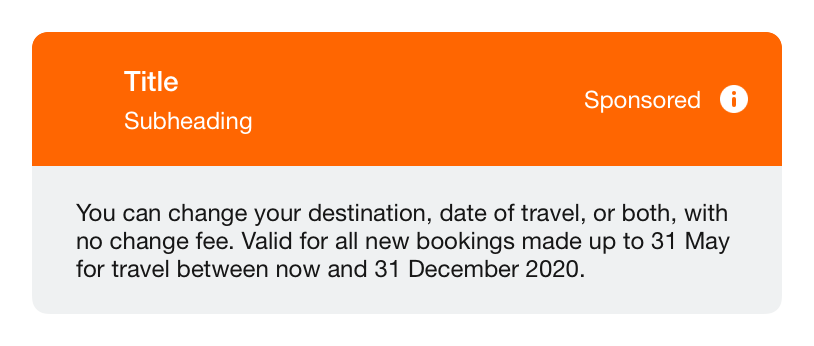 Title
Subheading
Sponsored
You can change your destination, date of travel, or both, with
no change fee. Valid for all new bookings made up to 31 May
for travel between now and 31 December 2020.